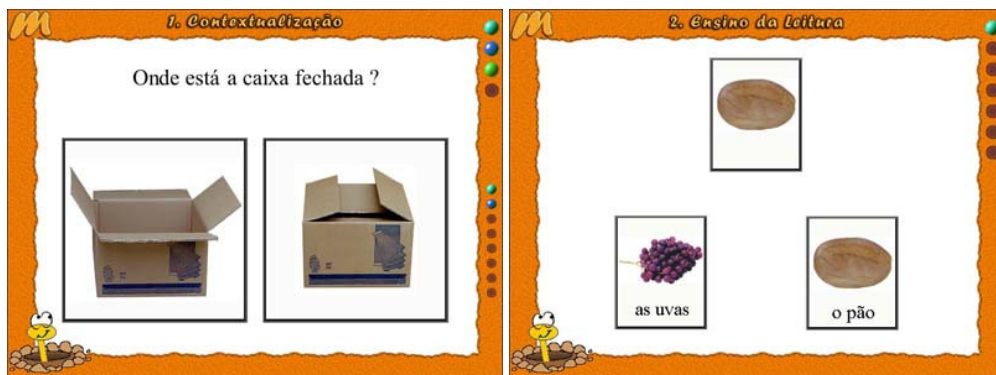 1. Contextualização
Onde está a caixa fechada ?
2. Ensino da Leitura
as uvas
o pão